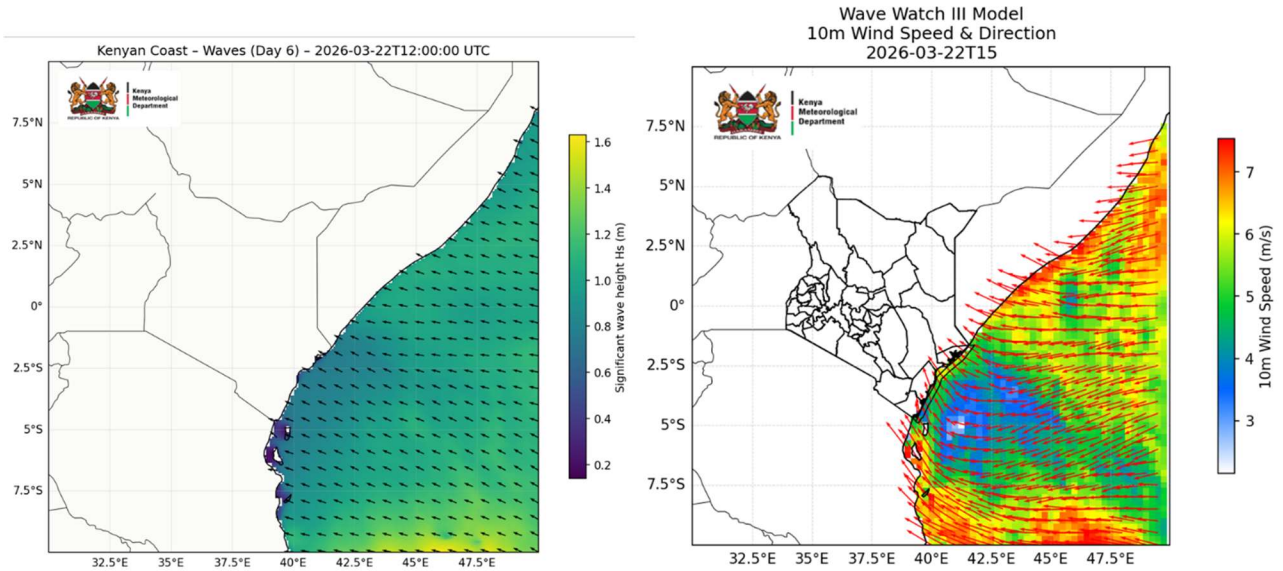 Kenyan Coast – Waves (Day 6) – 2026-03-22T12:00:00 UTC
Kenya
Meteorological
Department
REPUBLIC OF KENYA
7.5°N
5°N
2.5°N
0°
2.5°S
5°S
7.5°S
32.5°E 35°E 37.5°E 40°E 42.5°E 45°E 47.5°E
1.6
1.4
1.2
1.0
0.8
0.6
0.4
0.2
Significant wave height Hs (m)
Wave Watch III Model
10m Wind Speed & Direction
2026-03-22T15
Kenya
Meteorological
Department
REPUBLIC OF KENYA
7.5°N
5°N
2.5°N
0°
2.5°S
5°S
7.5°S
32.5°E 35°E 37.5°E 40°E 42.5°E 45°E 47.5°E
7
6
5
4
3
10m Wind Speed (m/s)